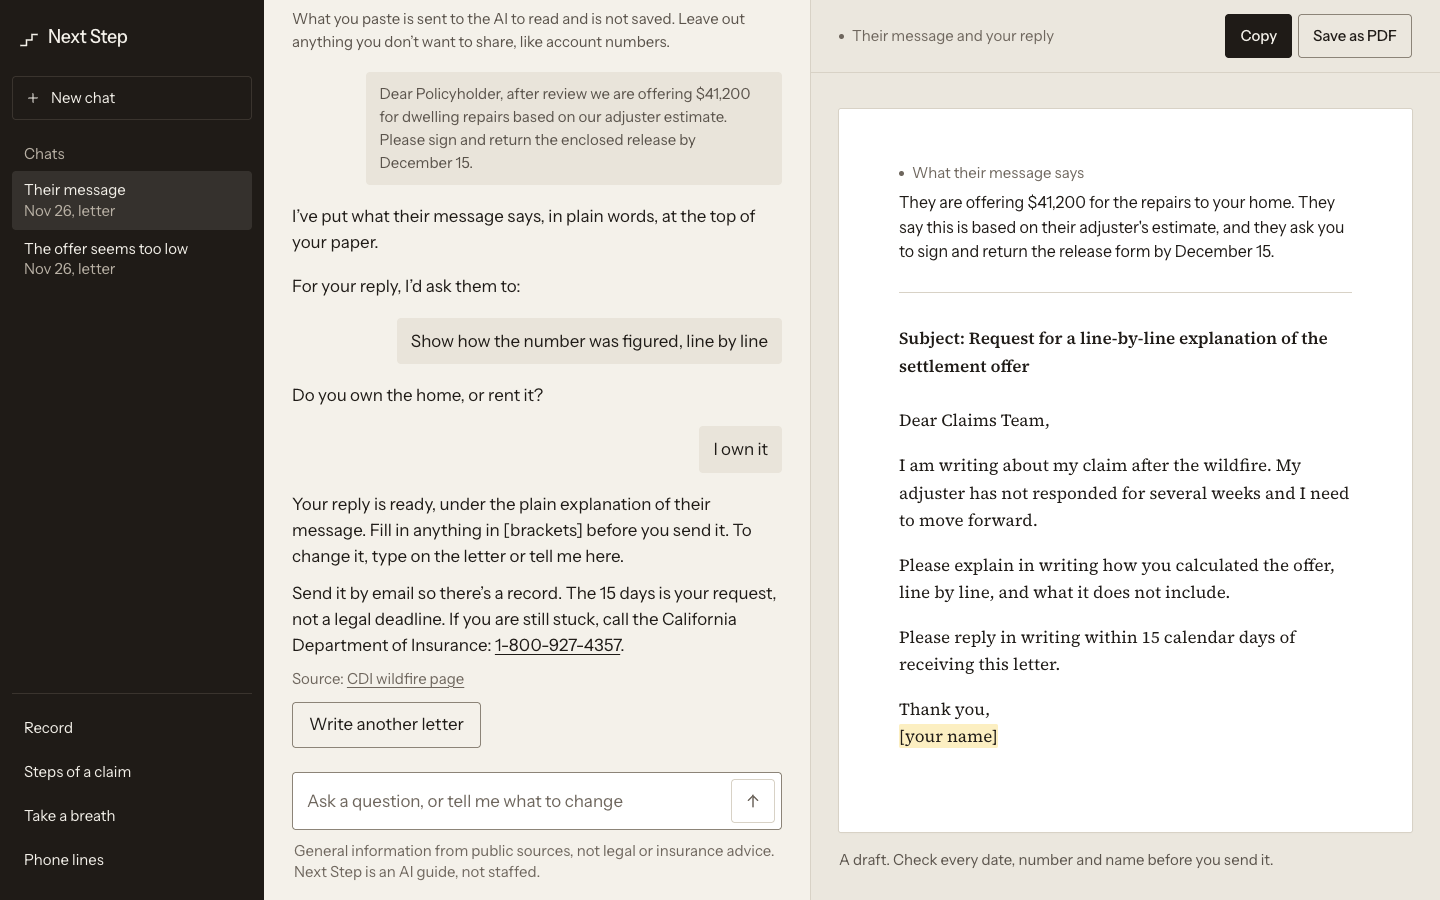 Next Step
New chat
Chats
Their message
Nov 26, letter
The offer seems too low
Nov 26, letter
Record
Steps of a claim
Take a breath
Phone lines
What you paste is sent to the AI to read and is not saved. Leave out
anything you don’t want to share, like account numbers.
Dear Policyholder, after review we are offering $41,200
for dwelling repairs based on our adjuster estimate.
Please sign and return the enclosed release by
December 15.
I’ve put what their message says, in plain words, at the top of
your paper.
For your reply, I’d ask them to:
Show how the number was figured, line by line
Do you own the home, or rent it?
I own it
Your reply is ready, under the plain explanation of their
message. Fill in anything in [brackets] before you send it. To
change it, type on the letter or tell me here.
Send it by email so there’s a record. The 15 days is your request,
not a legal deadline. If you are still stuck, call the California
Department of Insurance: 1-800-927-4357.
Source: CDI wildfire page
Write another letter
Ask a question, or tell me what to change
General information from public sources, not legal or insurance advice.
Next Step is an AI guide, not staffed.
Their message and your reply
Copy
Save as PDF
What their message says
They are offering $41,200 for the repairs to your home. They
say this is based on their adjuster's estimate, and they ask you
to sign and return the release form by December 15.
Subject: Request for a line-by-line explanation of the
settlement offer
Dear Claims Team,
I am writing about my claim after the wildfire. My
adjuster has not responded for several weeks and I need
to move forward.
Please explain in writing how you calculated the offer,
line by line, and what it does not include.
Please reply in writing within 15 calendar days of
receiving this letter.
Thank you,
[your name]
A draft. Check every date, number and name before you send it.